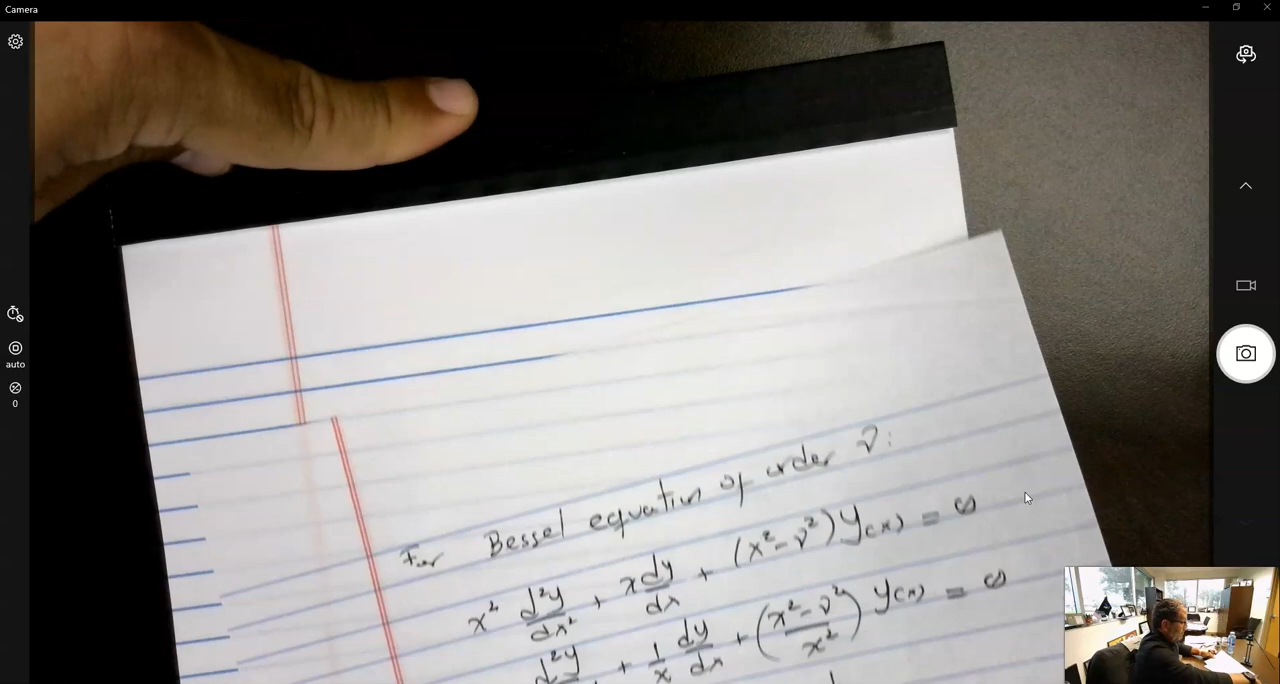 Camera
auto
0
For Bessel equation of order ν:
x² d²y/dx² + x dy/dx + (x² - ν²) y(x) = 0
d²y + 1/x dy/dx + (x² - ν²/x²) y(x) = 0